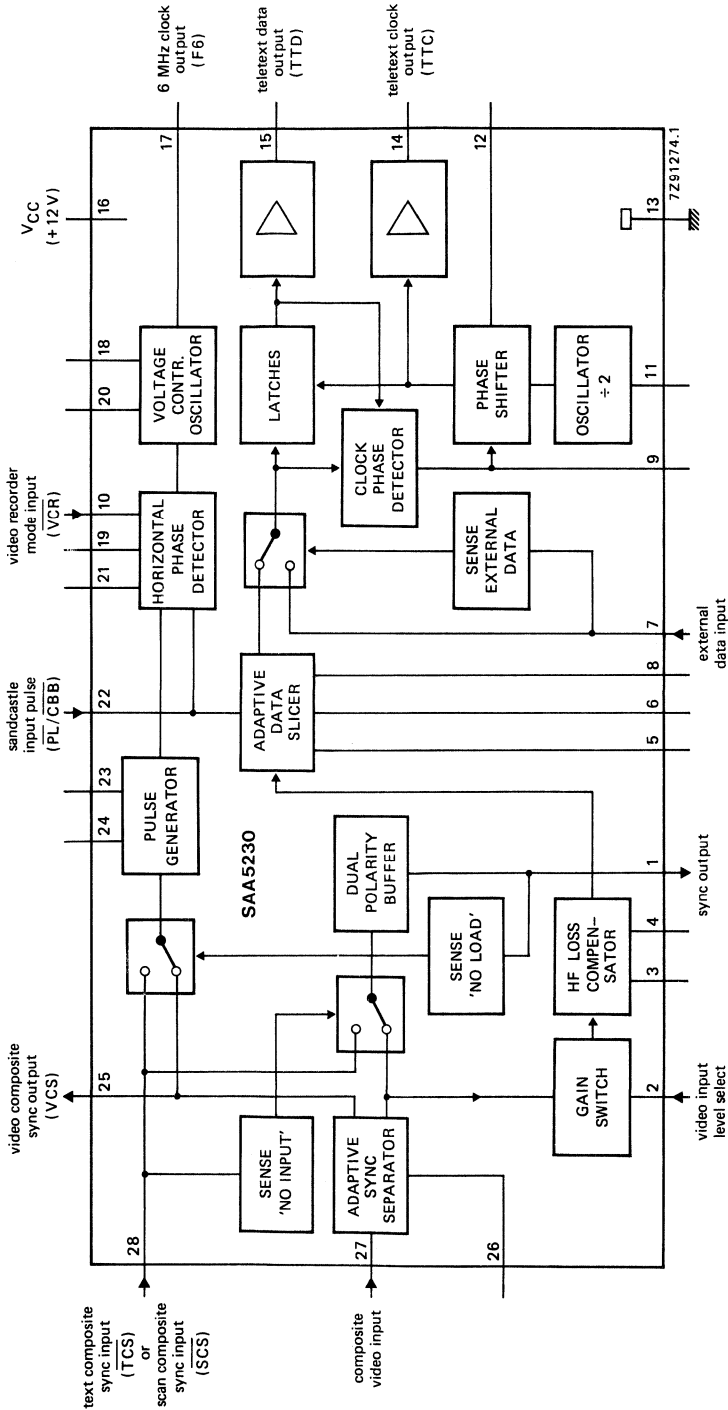 text composite
sync input
(TCS)
or
scan composite
sync input
(SCS)
28
composite
video input
27
26
video composite
sync output
(VCS)
25
SENSE
'NO INPUT'
ADAPTIVE
SYNC
SEPARATOR
GAIN
SWITCH
2
video input
level select
SENSE
'NO LOAD'
HF LOSS
COMPEN-
SATOR
3
4
DUAL
POLARITY
BUFFER
1
sync output
SAA5230
24
23
PULSE
GENERATOR
sandcastle
input pulse
(PL/CBB)
22
ADAPTIVE
DATA
SLICER
5
6
8
7
external
data input
21
19
10
video recorder
mode input
(VCR)
HORIZONTAL
PHASE
DETECTOR
SENSE
EXTERNAL
DATA
CLOCK
PHASE
DETECTOR
9
20
18
VOLTAGE
CONTR.
OSCILLATOR
LATCHES
PHASE
SHIFTER
OSCILLATOR
÷2
11
VCC
(+12V)
16
17
6 MHz clock
output
(F6)
15
teletext data
output
(TTD)
14
teletext clock
output
(TTC)
12
13
7Z91274.1